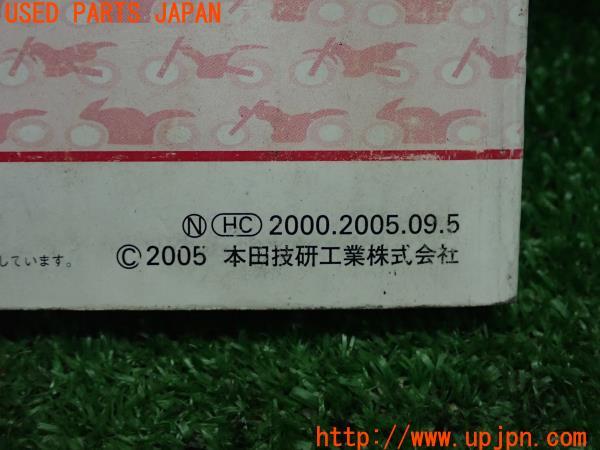 USED PARTS JAPAN
Ⓝ HC 2000.2005.09.5
しています。 ©2005 本田技研工業株式会社
http://www.upjpn.com/